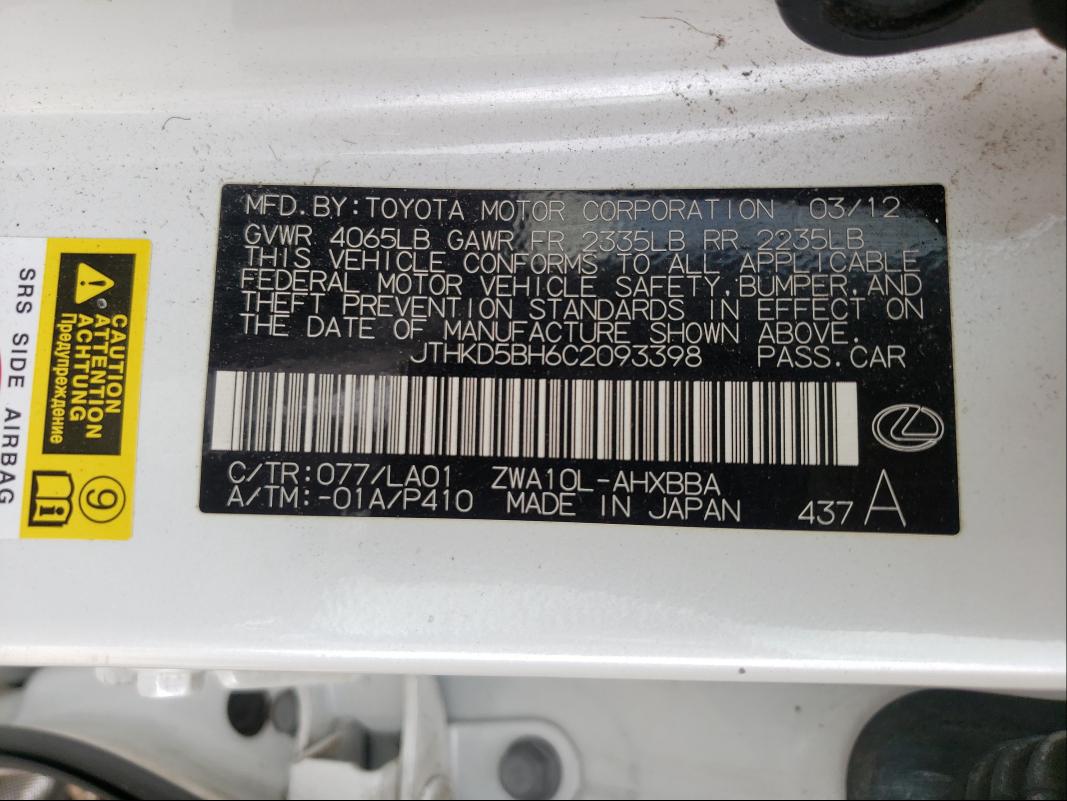 MFD.BY:TOYOTA MOTOR CORPORATION 03/12
GVWR 4065LB GAWR FR 2335LB RR 2235LB
THIS VEHICLE CONFORMS TO ALL APPLICABLE
FEDERAL MOTOR VEHICLE SAFETY,BUMPER,AND
THEFT PREVENTION STANDARDS IN EFFECT ON
THE DATE OF MANUFACTURE SHOWN ABOVE.
JTHKD5BH6C2093398 PASS.CAR
C/TR:077/LA01 ZWA10L-AHXBBA
A/TM:-01A/P410 MADE IN JAPAN 437 A
CAUTION
ATTENTION
ACHTUNG
Предупреждение
9
SRS SIDE AIRBAG